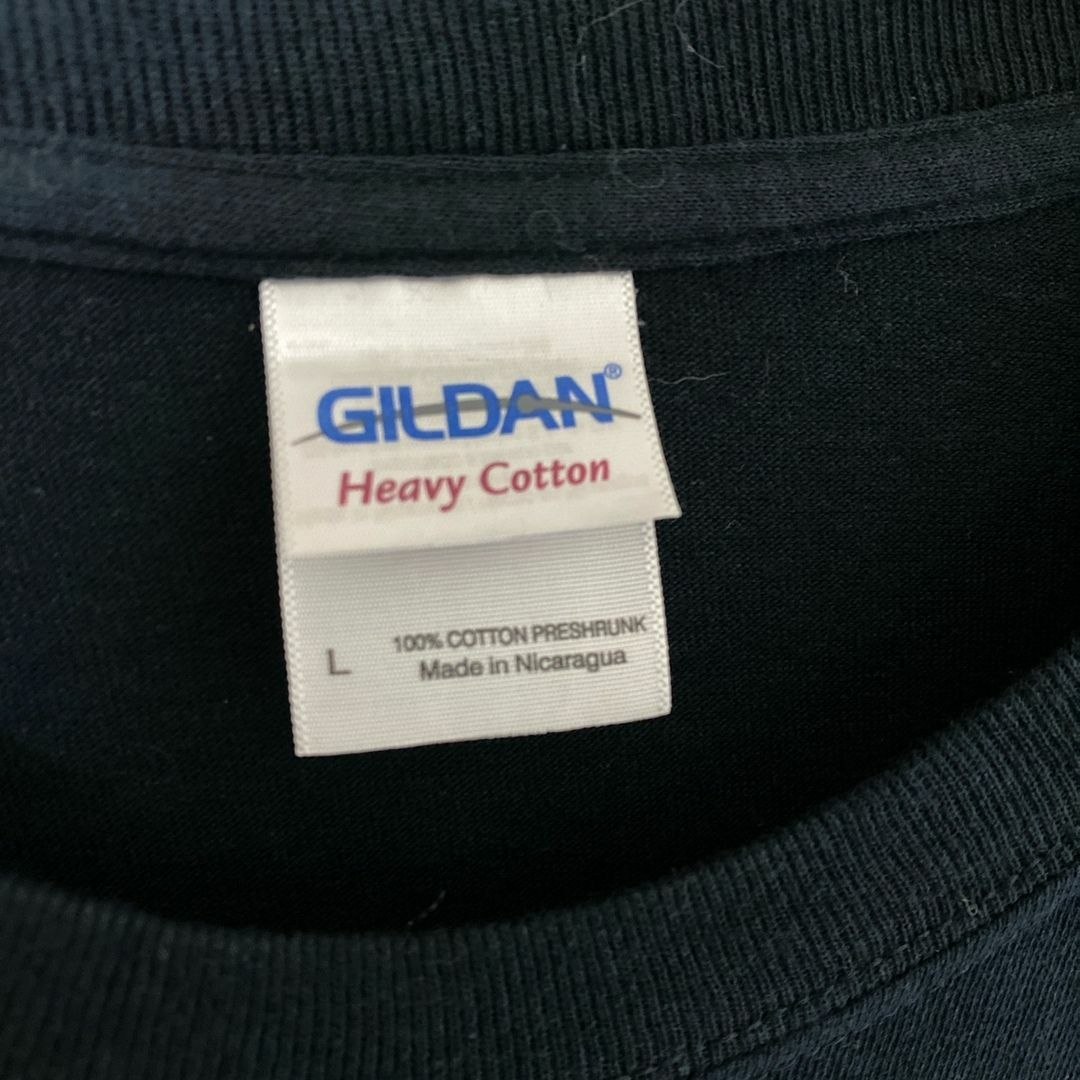 GILDAN®
Heavy Cotton
L
100% COTTON PRESHRUNK
Made in Nicaragua